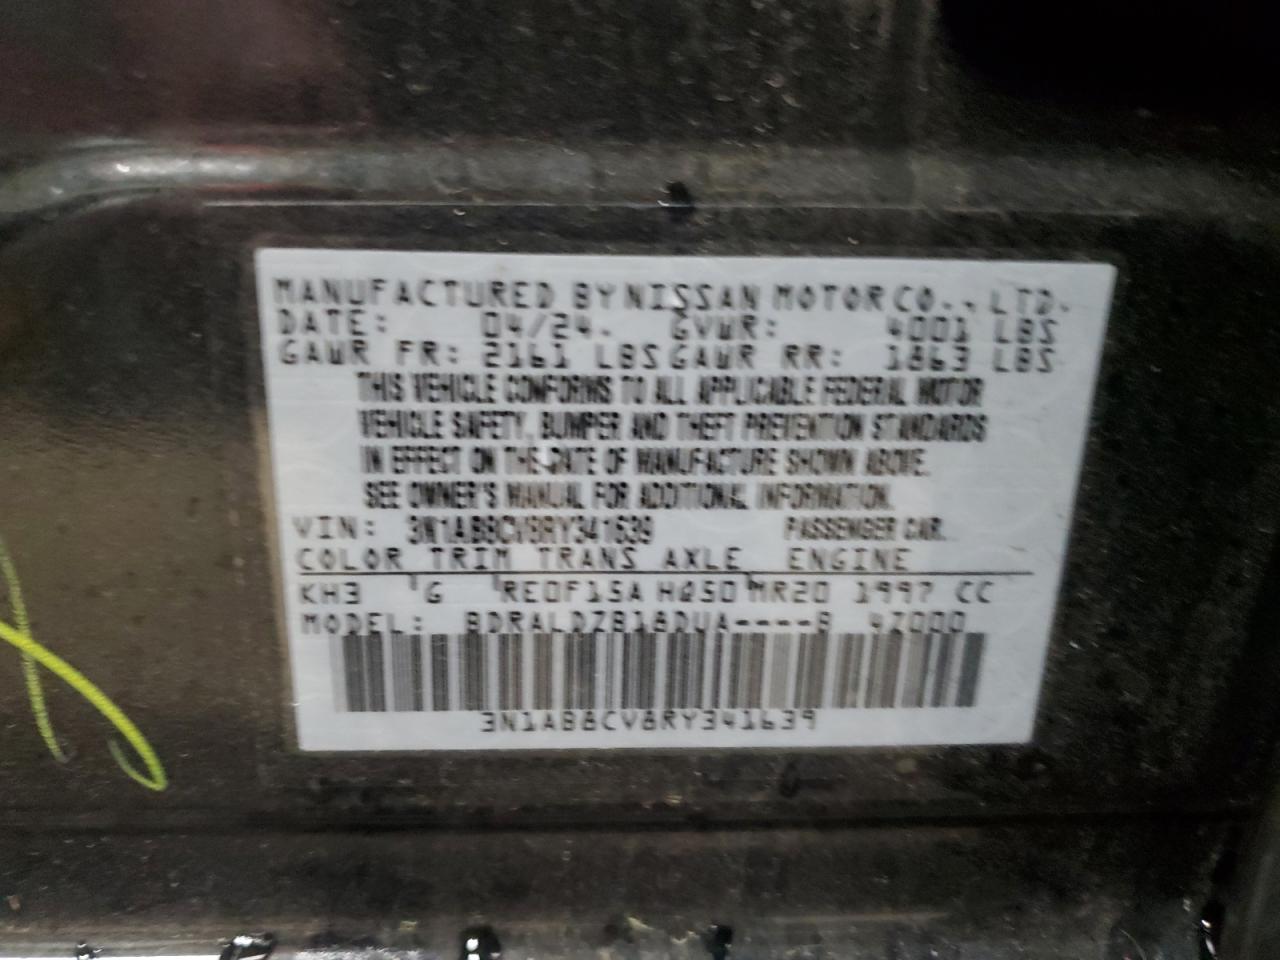 MANUFACTURED BY NISSAN MOTOR CO., LTD.
DATE: 04/24. GVWR: 4001 LBS
GAWR FR: 2161 LBS GAWR RR: 1863 LBS
THIS VEHICLE CONFORMS TO ALL APPLICABLE FEDERAL MOTOR
VEHICLE SAFETY, BUMPER AND THEFT PREVENTION STANDARDS
IN EFFECT ON THE DATE OF MANUFACTURE SHOWN ABOVE.
SEE OWNER'S MANUAL FOR ADDITIONAL INFORMATION.
VIN: 3N1AB8CV8RY341639 PASSENGER CAR.
COLOR TRIM TRANS AXLE ENGINE
KH3 G RE0F15A HQ50 MR20 1997 CC
MODEL: BDRALDZB18DUA----B 4Z000
3N1AB8CV8RY341639